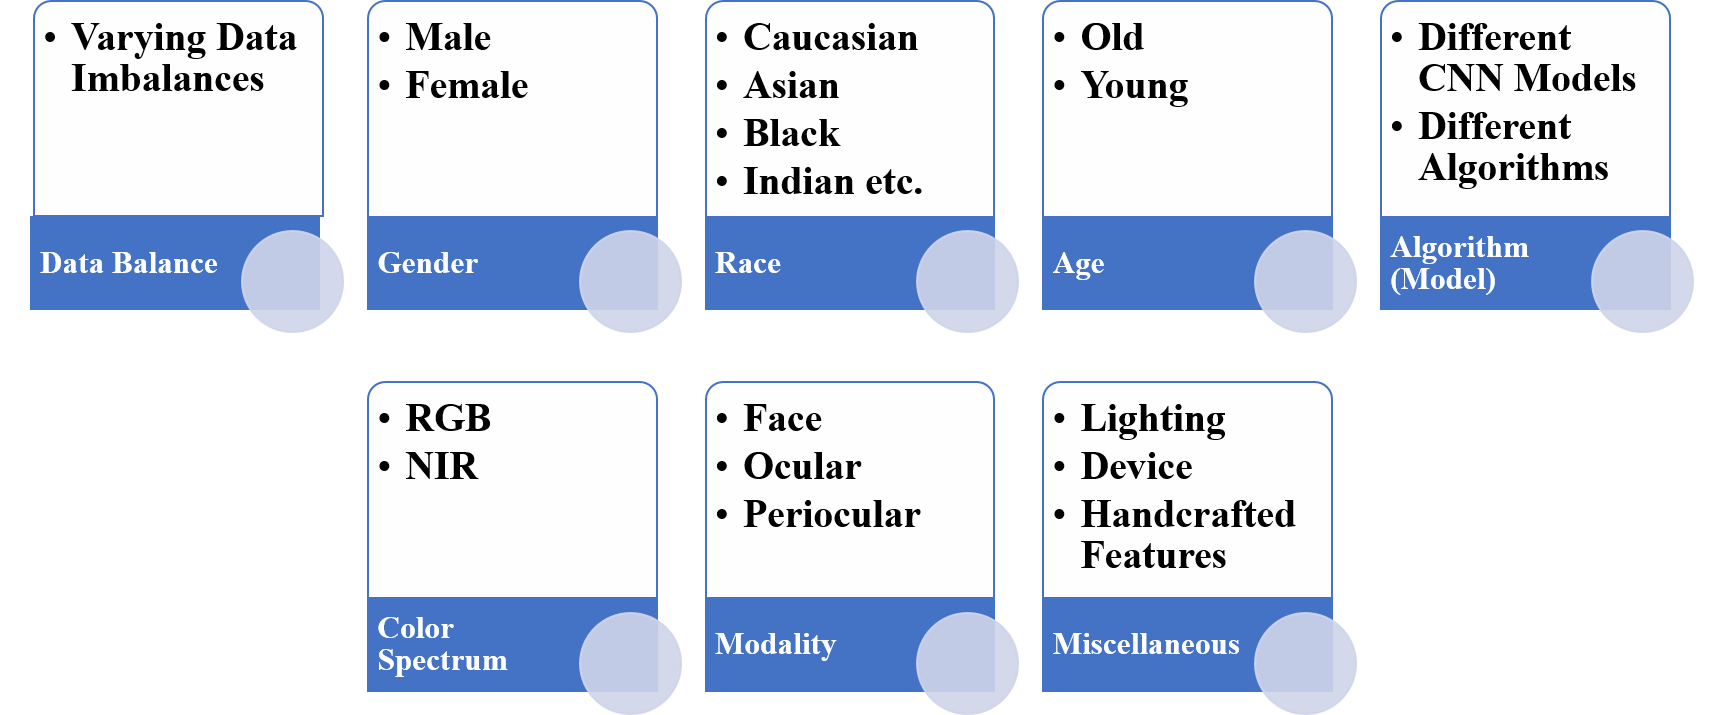 • Varying Data
Imbalances
Data Balance
• Male
• Female
Gender
• Caucasian
• Asian
• Black
• Indian etc.
Race
• Old
• Young
Age
• Different
CNN Models
• Different
Algorithms
Algorithm
(Model)
• RGB
• NIR
Color
Spectrum
• Face
• Ocular
• Periocular
Modality
• Lighting
• Device
• Handcrafted
Features
Miscellaneous